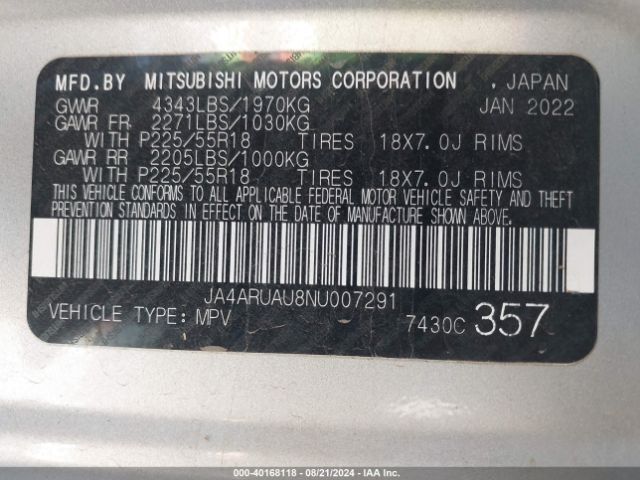 MFD.BY MITSUBISHI MOTORS CORPORATION , JAPAN
GVWR 4343LBS/1970KG JAN 2022
GAWR FR 2271LBS/1030KG
WITH P225/55R18 TIRES 18X7.0J RIMS
GAWR RR 2205LBS/1000KG
WITH P225/55R18 TIRES 18X7.0J RIMS
THIS VEHICLE CONFORMS TO ALL APPLICABLE FEDERAL MOTOR VEHICLE SAFETY AND THEFT
PREVENTION STANDARDS IN EFFECT ON THE DATE OF MANUFACTURE SHOWN ABOVE.
JA4ARUAU8NU007291
VEHICLE TYPE: MPV 7430C 357
000-40168118 - 08/21/2024 - IAA Inc.